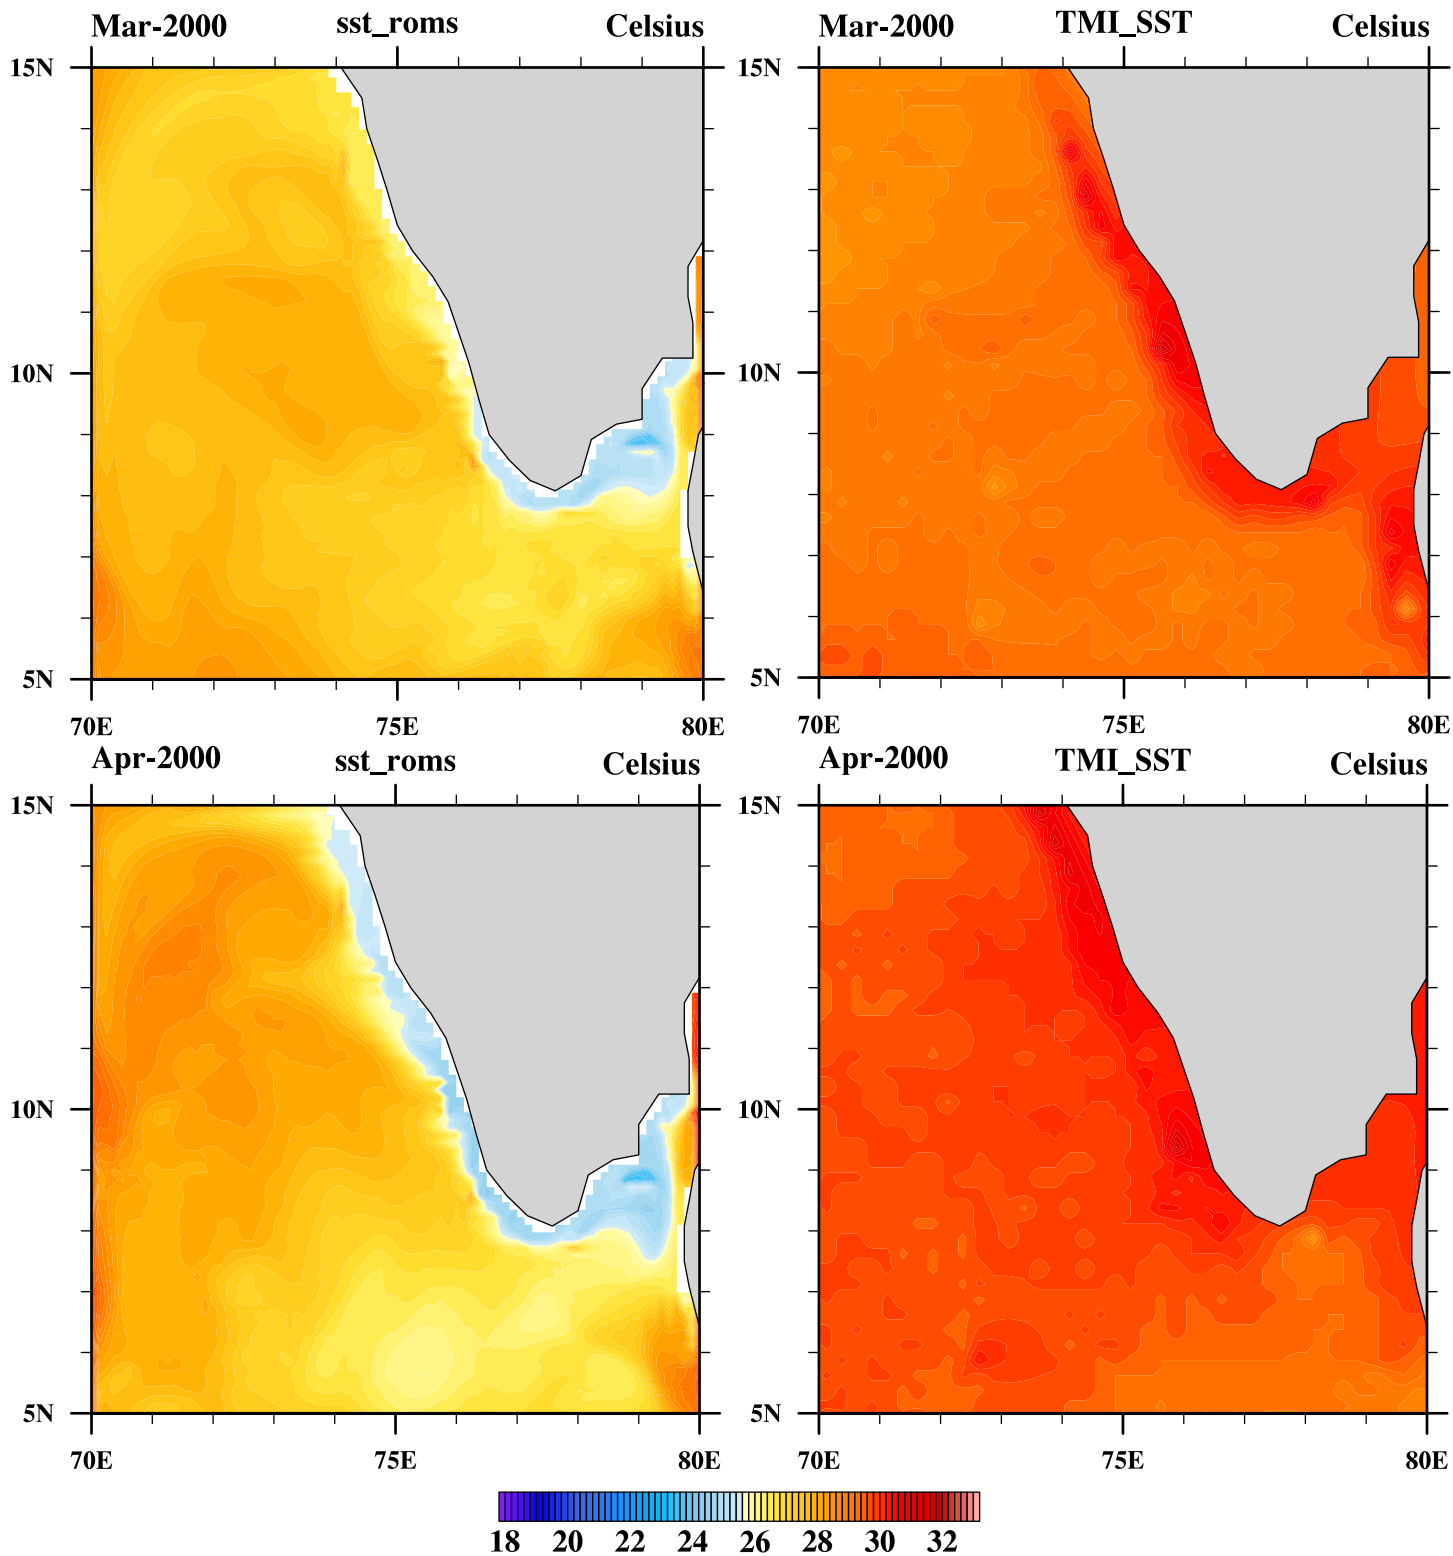 Mar-2000 sst_roms Celsius
15N
10N
5N
70E 75E 80E
Mar-2000 TMI_SST Celsius
15N
10N
5N
70E 75E 80E
Apr-2000 sst_roms Celsius
15N
10N
5N
70E 75E 80E
Apr-2000 TMI_SST Celsius
15N
10N
5N
70E 75E 80E
18 20 22 24 26 28 30 32